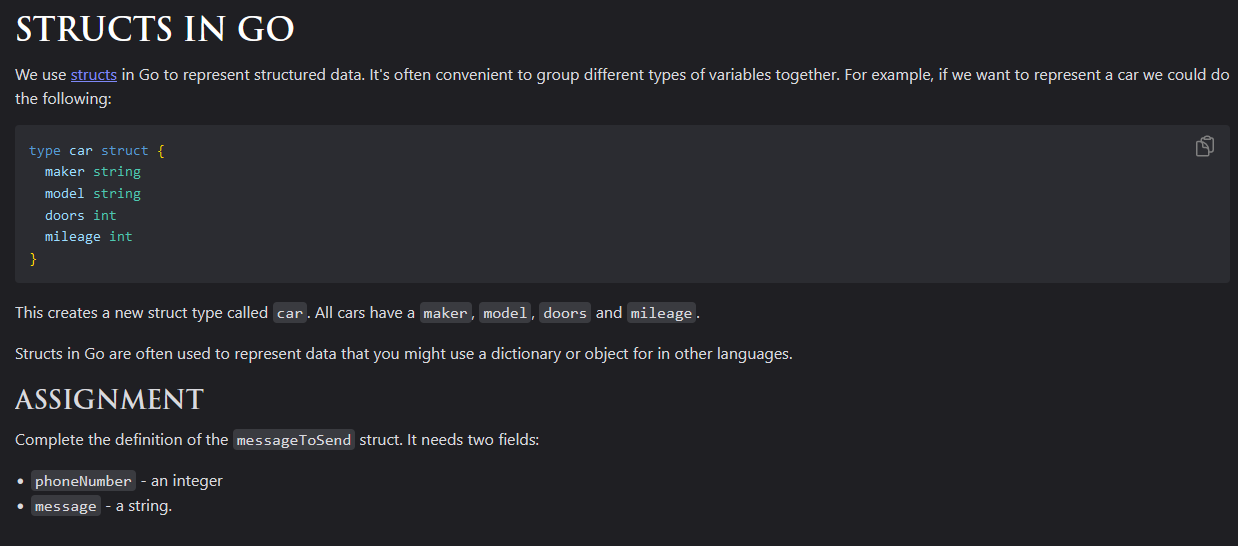 STRUCTS IN GO
We use structs in Go to represent structured data. It's often convenient to group different types of variables together. For example, if we want to represent a car we could do
the following:
type car struct {
  maker string
  model string
  doors int
  mileage int
}
This creates a new struct type called car. All cars have a maker, model, doors and mileage.
Structs in Go are often used to represent data that you might use a dictionary or object for in other languages.
ASSIGNMENT
Complete the definition of the messageToSend struct. It needs two fields:
• phoneNumber - an integer
• message - a string.